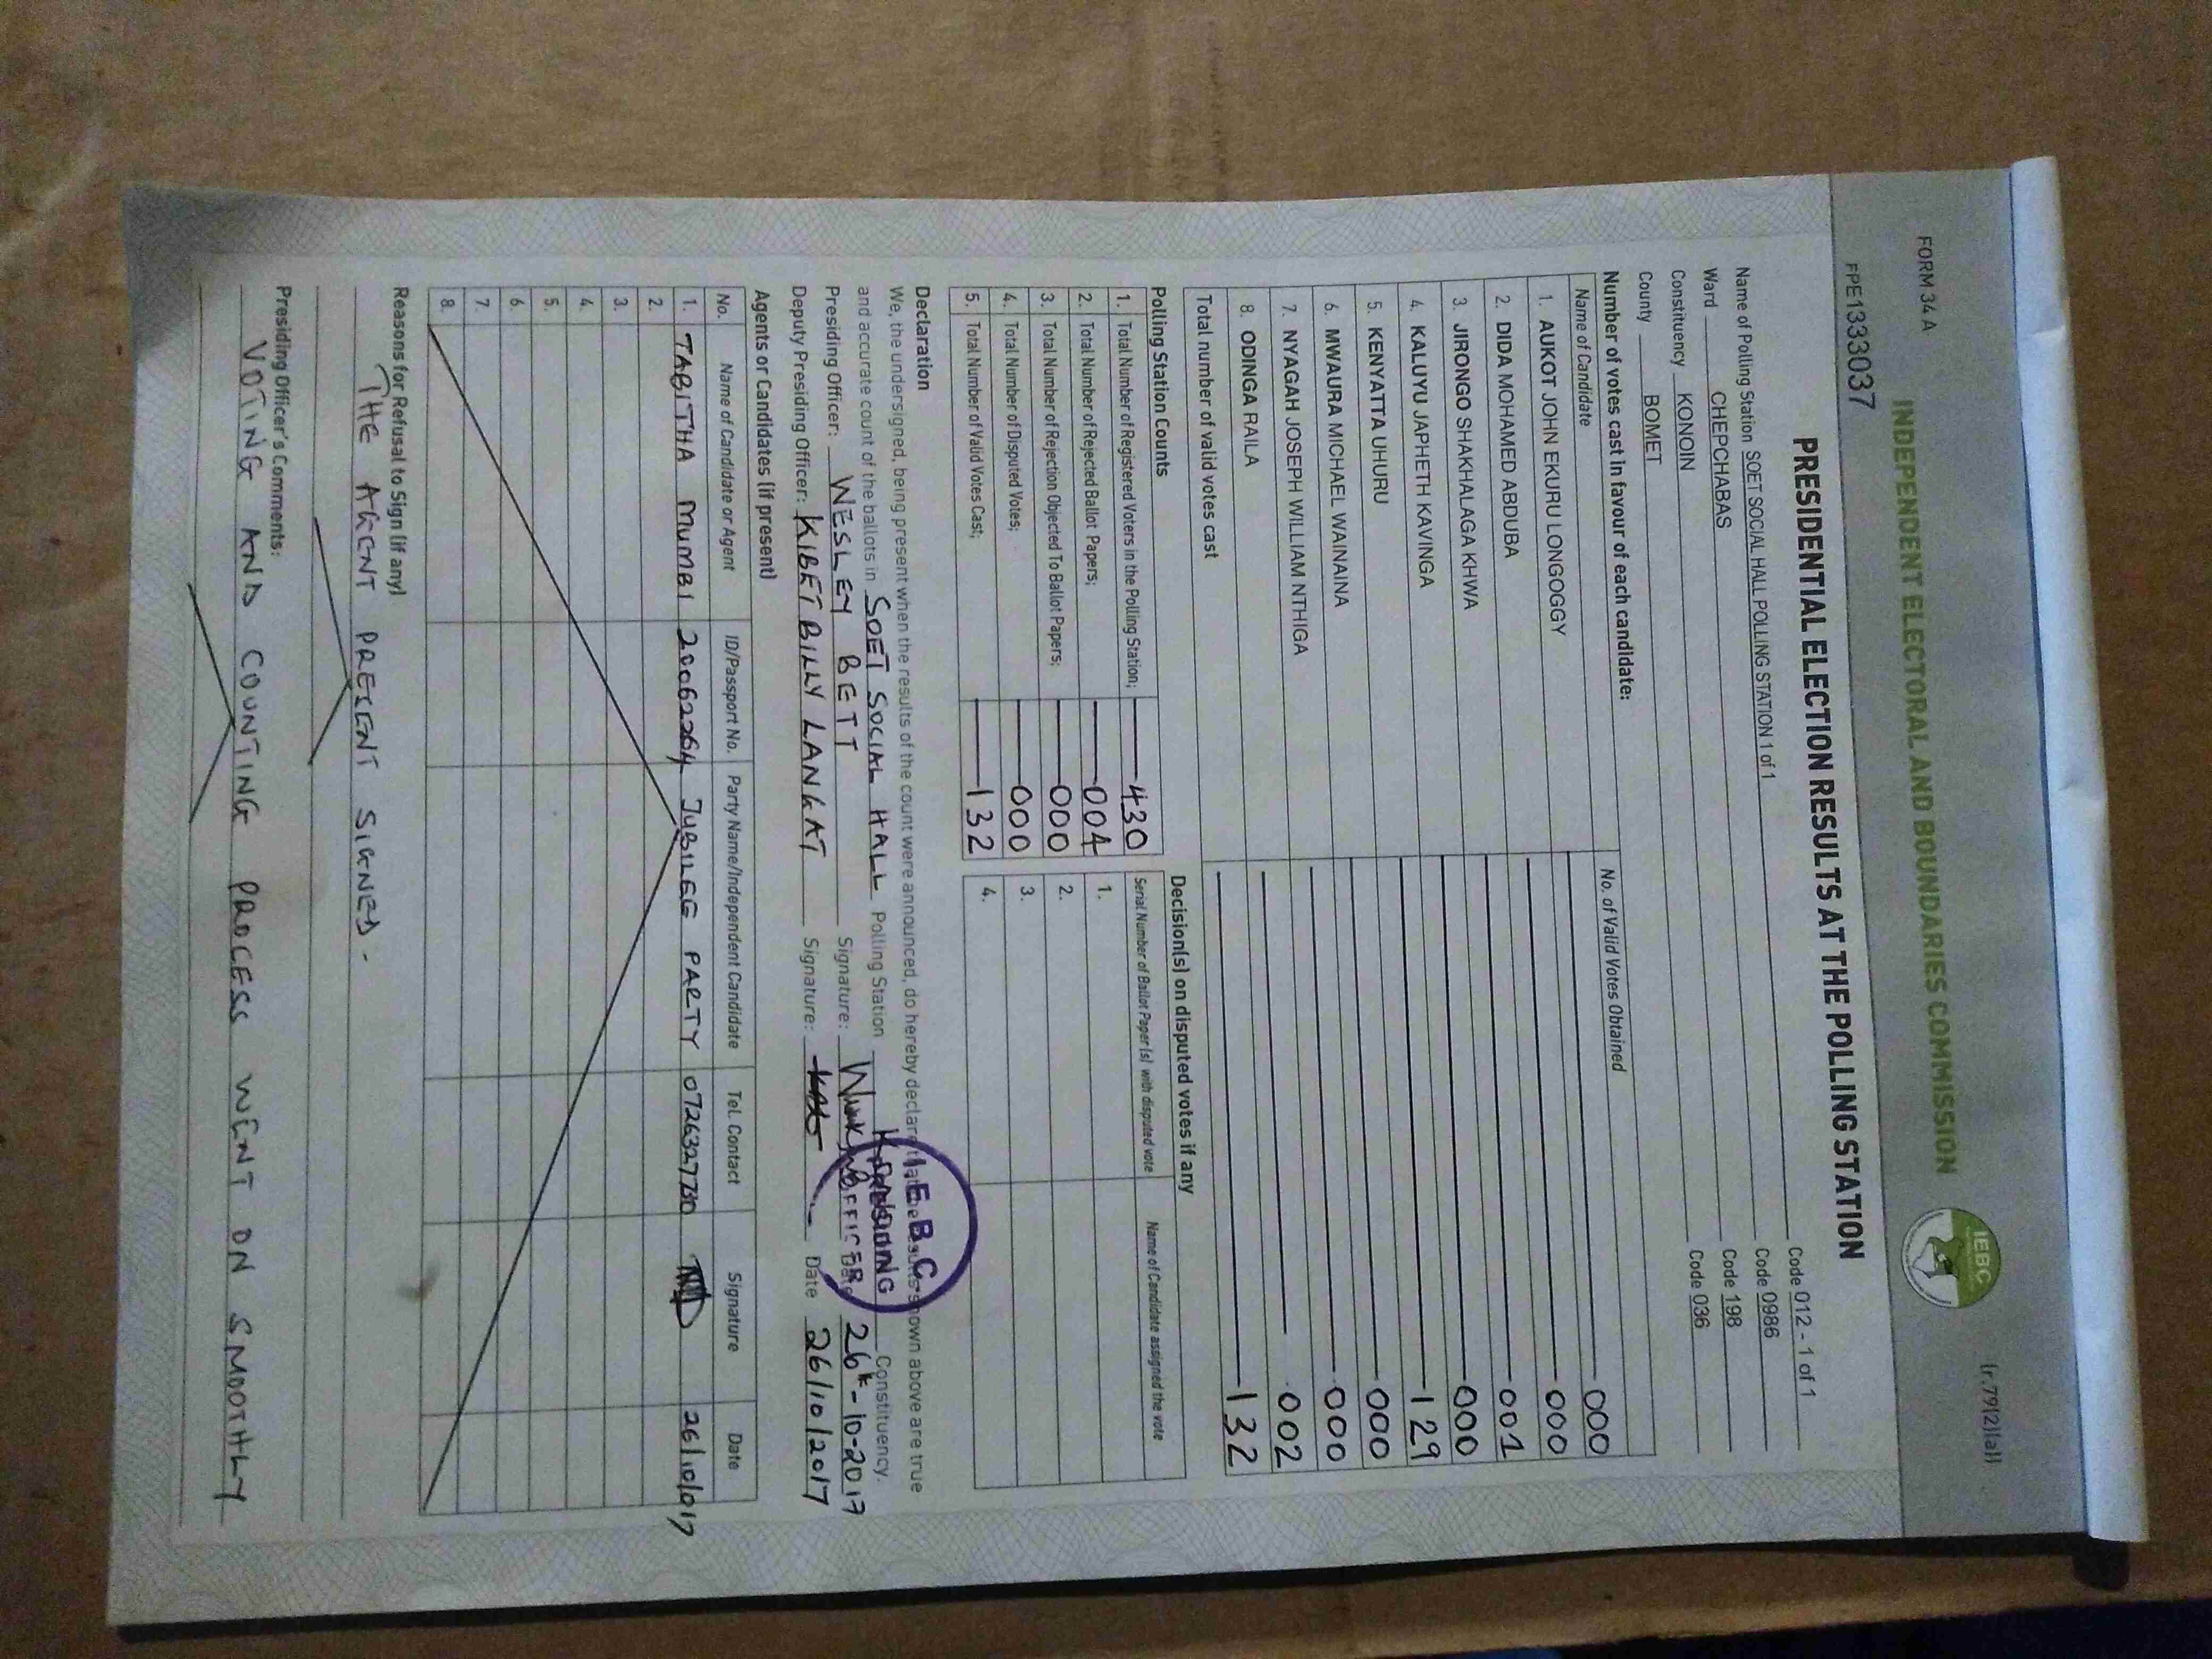 FORM 34 A
(r.79(2)(a))
INDEPENDENT ELECTORAL AND BOUNDARIES COMMISSION
IEBC
PPE1333037
PRESIDENTIAL ELECTION RESULTS AT THE POLLING STATION
Name of Polling Station SOET SOCIAL HALL POLLING STATION 1 of 1 Code 012 - 1 of 1
Ward CHEPCHABAS Code 0986
Constituency KONOIN Code 198
County BOMET Code 036
Number of votes cast in favour of each candidate:
Name of Candidate No. of Valid Votes Obtained
1. AUKOT JOHN EKURU LONGOGGY 000
2. DIDA MOHAMED ABDUBA 000
3. JIRONGO SHAKHALAGA KHWA 001
4. KALUYU JAPHETH KAVINGA 000
5. KENYATTA UHURU 129
6. MWAURA MICHAEL WAINAINA 000
7. NYAGAH JOSEPH WILLIAM NTHIGA 000
8. ODINGA RAILA 002
Total number of valid votes cast 132
Polling Station Counts
1. Total Number of Registered Voters in the Polling Station; 430
2. Total Number of Rejected Ballot Papers; 004
3. Total Number of Rejection Objected To Ballot Papers; 000
4. Total Number of Disputed Votes; 000
5. Total Number of Valid Votes Cast; 132
Decision(s) on disputed votes if any
Serial Number of Ballot Paper(s) with disputed vote Name of Candidate assigned the vote
1.
2.
3.
4.
Declaration
We, the undersigned, being present when the results of the count were announced, do hereby declare that the results shown above are true
and accurate count of the ballots in SOET SOCIAL HALL Polling Station Constituency.
Presiding Officer: WESLEY BETT Signature: Date 26th-10-2017
Deputy Presiding Officer: KIBET BILLY LANGAT Signature: Date 26/10/2017
IEBC
PRESIDING
OFFICER
Agents or Candidates (if present)
No. Name of Candidate or Agent ID/Passport No. Party Name/Independent Candidate Tel. Contact Signature Date
1. TABITHA MUMBI 20062264 JUBILEE PARTY 0726327730 26/10/017
2.
3.
4.
5.
6.
7.
8.
Reasons for Refusal to Sign (if any)
THE AGENT PRESENT SIGNED.
Presiding Officer's Comments:
VOTING AND COUNTING PROCESS WENT ON SMOOTHLY